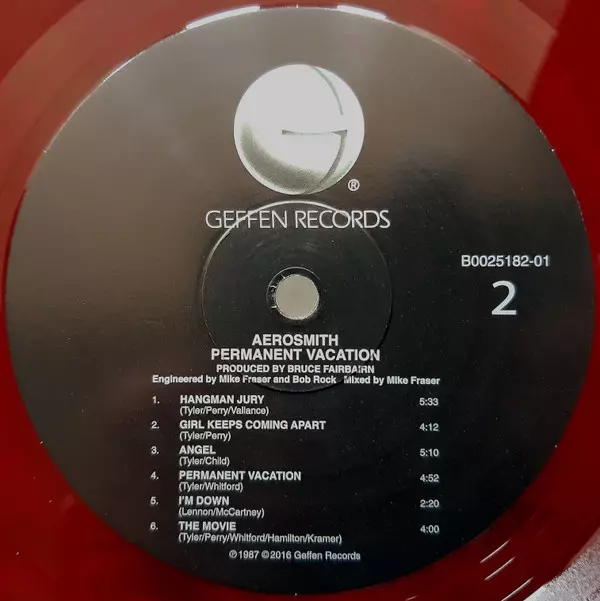 ®
GEFFEN RECORDS
B0025182-01
2
AEROSMITH
PERMANENT VACATION
PRODUCED BY BRUCE FAIRBAIRN
Engineered by Mike Fraser and Bob Rock Mixed by Mike Fraser
1. HANGMAN JURY 5:33
(Tyler/Perry/Vallance)
2. GIRL KEEPS COMING APART 4:12
(Tyler/Perry)
3. ANGEL 5:10
(Tyler/Child)
4. PERMANENT VACATION 4:52
(Tyler/Whitford)
5. I'M DOWN 2:20
(Lennon/McCartney)
6. THE MOVIE 4:00
(Tyler/Perry/Whitford/Hamilton/Kramer)
℗ 1987 © 2016 Geffen Records